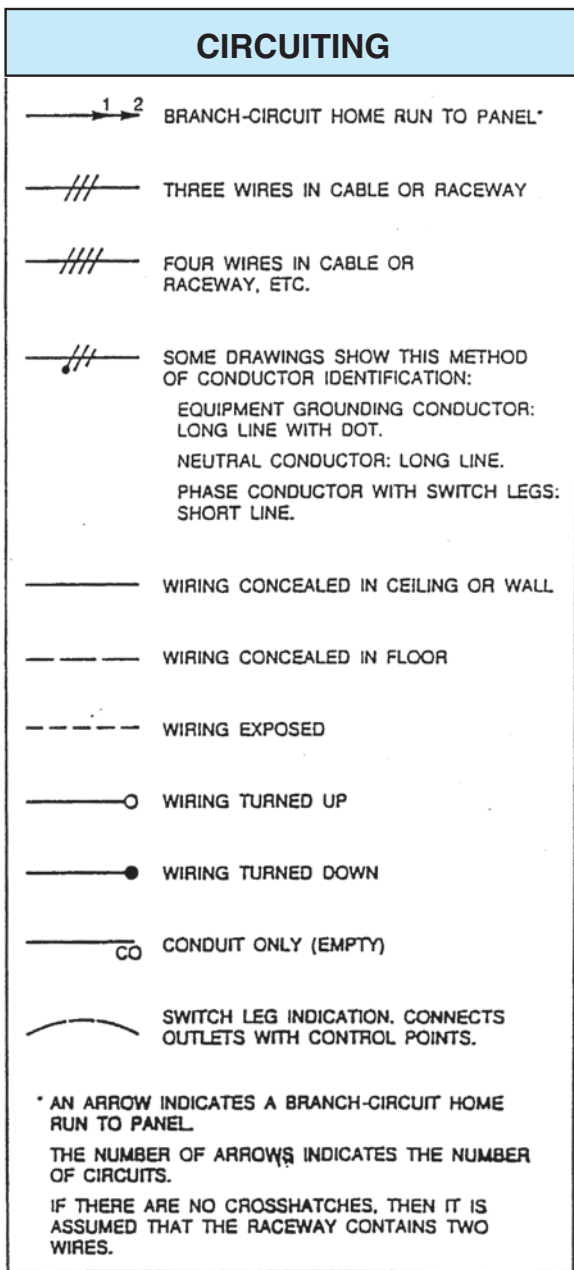 CIRCUITING
1 2
BRANCH-CIRCUIT HOME RUN TO PANEL*
THREE WIRES IN CABLE OR RACEWAY
FOUR WIRES IN CABLE OR
RACEWAY, ETC.
SOME DRAWINGS SHOW THIS METHOD
OF CONDUCTOR IDENTIFICATION:
EQUIPMENT GROUNDING CONDUCTOR:
LONG LINE WITH DOT.
NEUTRAL CONDUCTOR: LONG LINE.
PHASE CONDUCTOR WITH SWITCH LEGS:
SHORT LINE.
WIRING CONCEALED IN CEILING OR WALL
WIRING CONCEALED IN FLOOR
WIRING EXPOSED
WIRING TURNED UP
WIRING TURNED DOWN
CO
CONDUIT ONLY (EMPTY)
SWITCH LEG INDICATION. CONNECTS
OUTLETS WITH CONTROL POINTS.
* AN ARROW INDICATES A BRANCH-CIRCUIT HOME
RUN TO PANEL.
THE NUMBER OF ARROWS INDICATES THE NUMBER
OF CIRCUITS.
IF THERE ARE NO CROSSHATCHES, THEN IT IS
ASSUMED THAT THE RACEWAY CONTAINS TWO
WIRES.